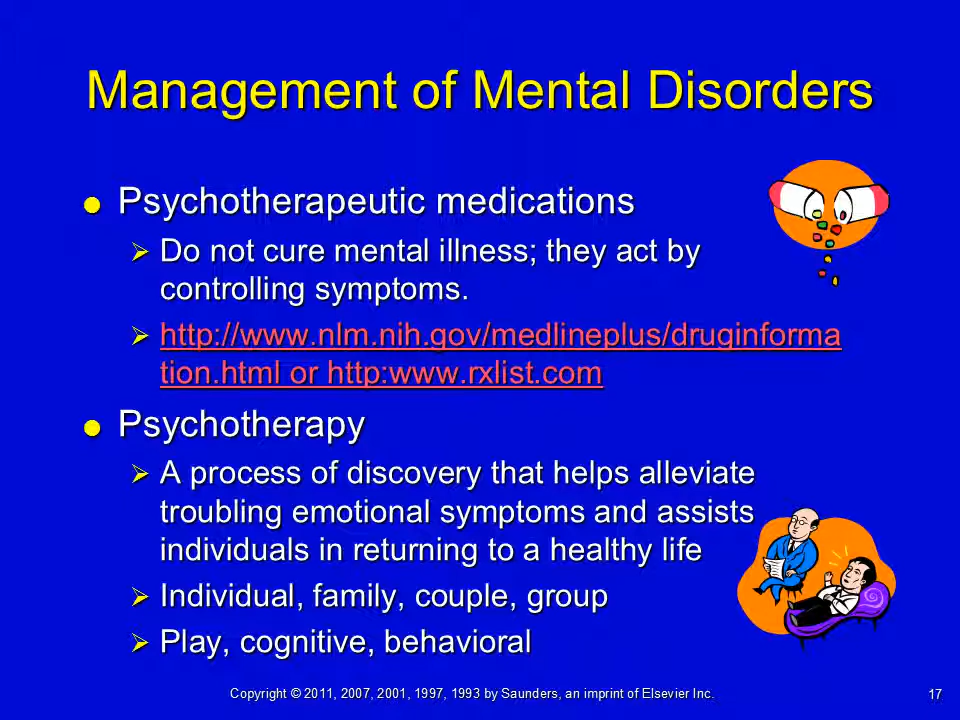 Management of Mental Disorders
Psychotherapeutic medications
Do not cure mental illness; they act by
controlling symptoms.
http://www.nlm.nih.gov/medlineplus/druginforma
tion.html or http:www.rxlist.com
Psychotherapy
A process of discovery that helps alleviate
troubling emotional symptoms and assists
individuals in returning to a healthy life
Individual, family, couple, group
Play, cognitive, behavioral
Copyright © 2011, 2007, 2001, 1997, 1993 by Saunders, an imprint of Elsevier Inc.
17